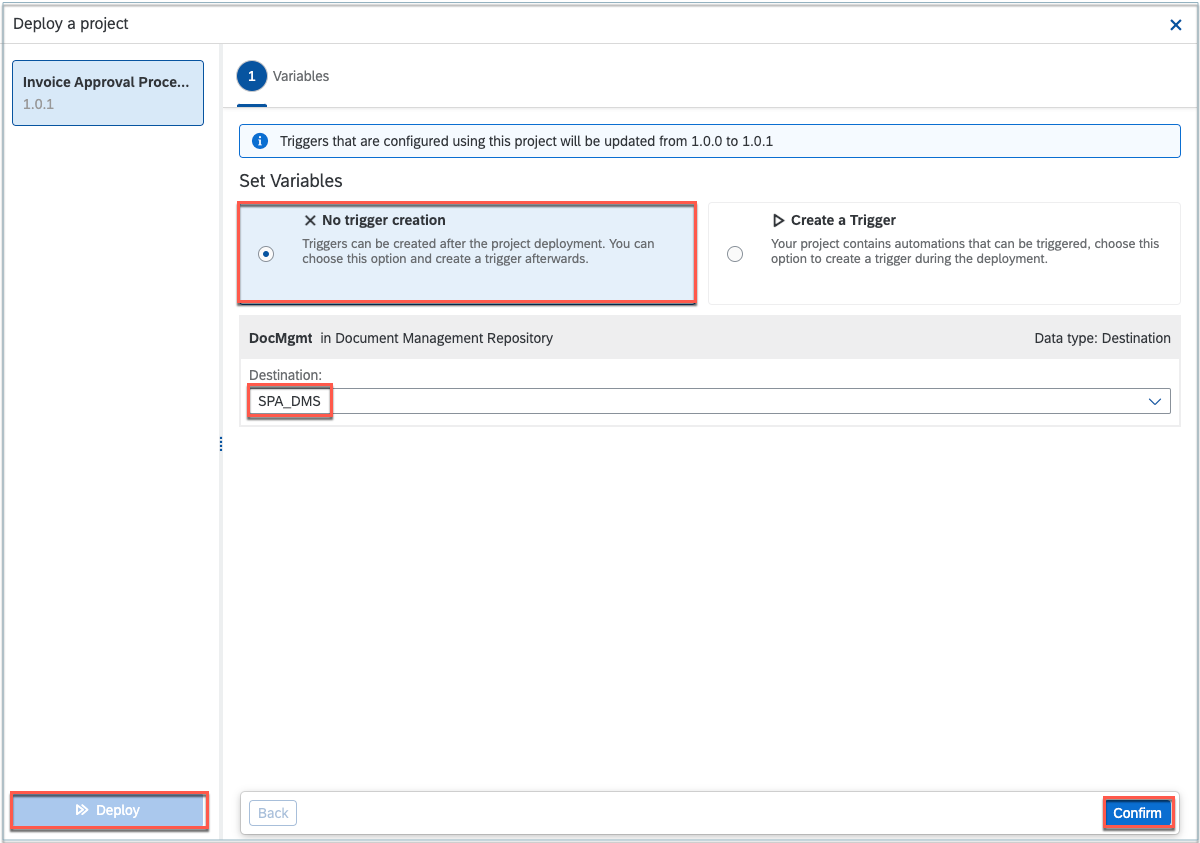 Deploy a project
Invoice Approval Proce...
1.0.1
1 Variables
Triggers that are configured using this project will be updated from 1.0.0 to 1.0.1
Set Variables
No trigger creation
Triggers can be created after the project deployment. You can
choose this option and create a trigger afterwards.
Create a Trigger
Your project contains automations that can be triggered, choose this
option to create a trigger during the deployment.
DocMgmt in Document Management Repository
Data type: Destination
Destination:
SPA_DMS
Deploy
Back
Confirm